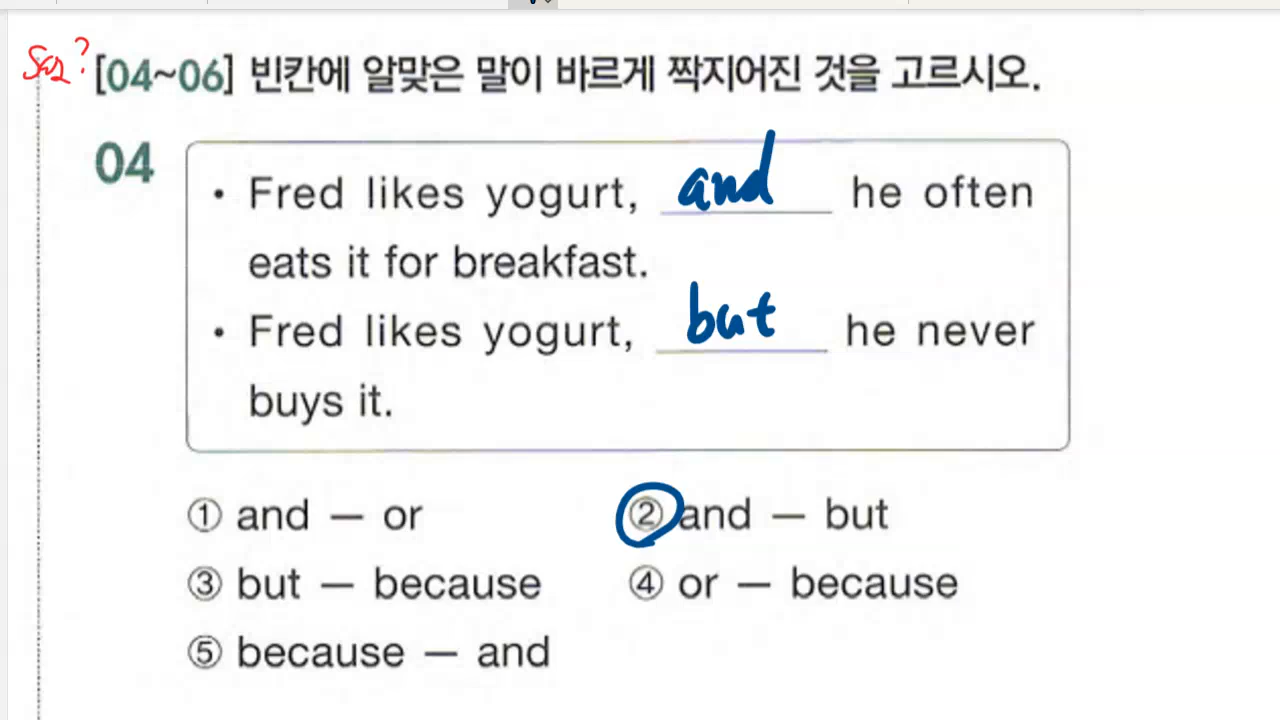 [04~06] 빈칸에 알맞은 말이 바르게 짝지어진 것을 고르시오.
04
• Fred likes yogurt, and he often
eats it for breakfast.
• Fred likes yogurt, but he never
buys it.
① and – or ② and – but
③ but – because ④ or – because
⑤ because – and